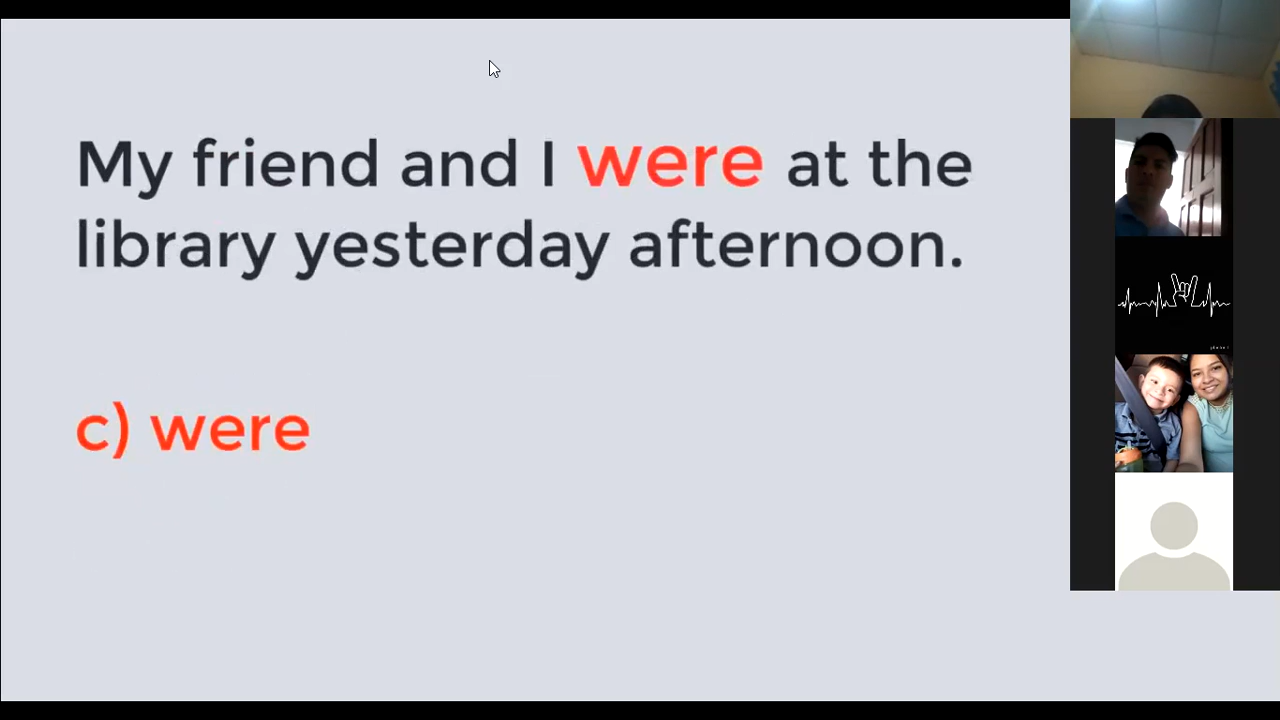 My friend and I were at the
library yesterday afternoon.
c) were